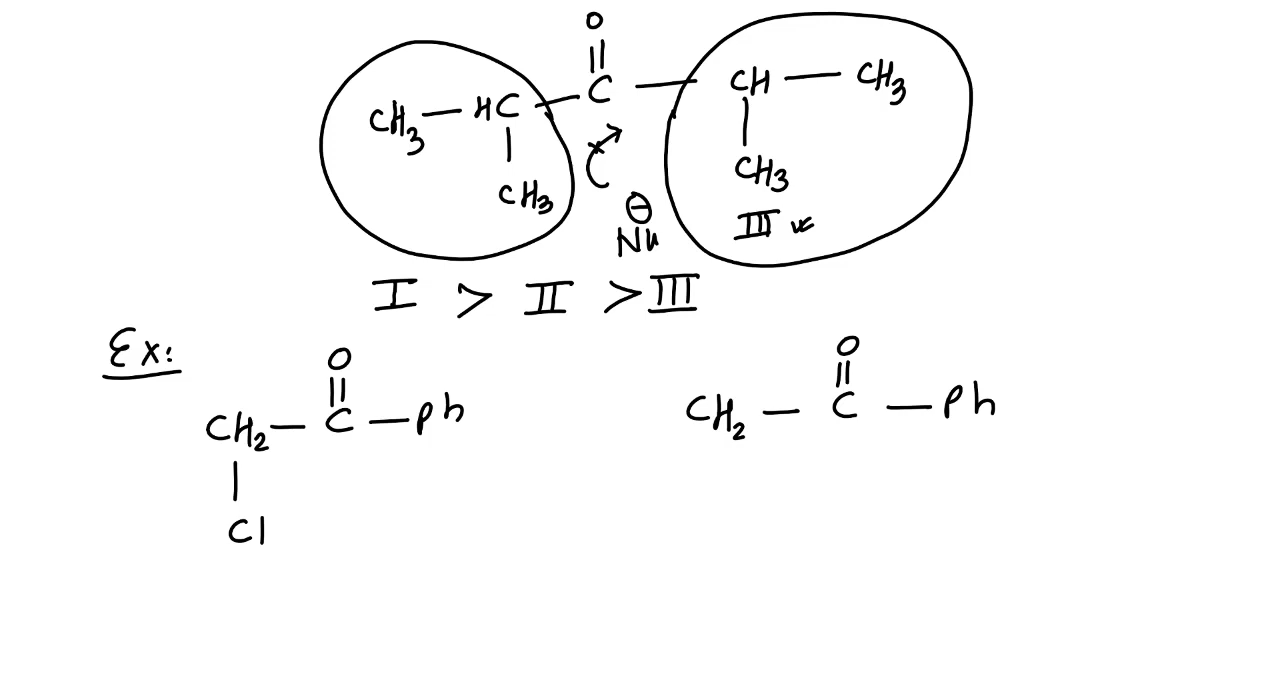 O
||
CH3 — HC — C — CH — CH3
| |
CH3 CH3
⊖
Nu III
I > II > III
Ex:
O O
|| ||
CH2 — C — Ph CH2 — C — Ph
|
Cl